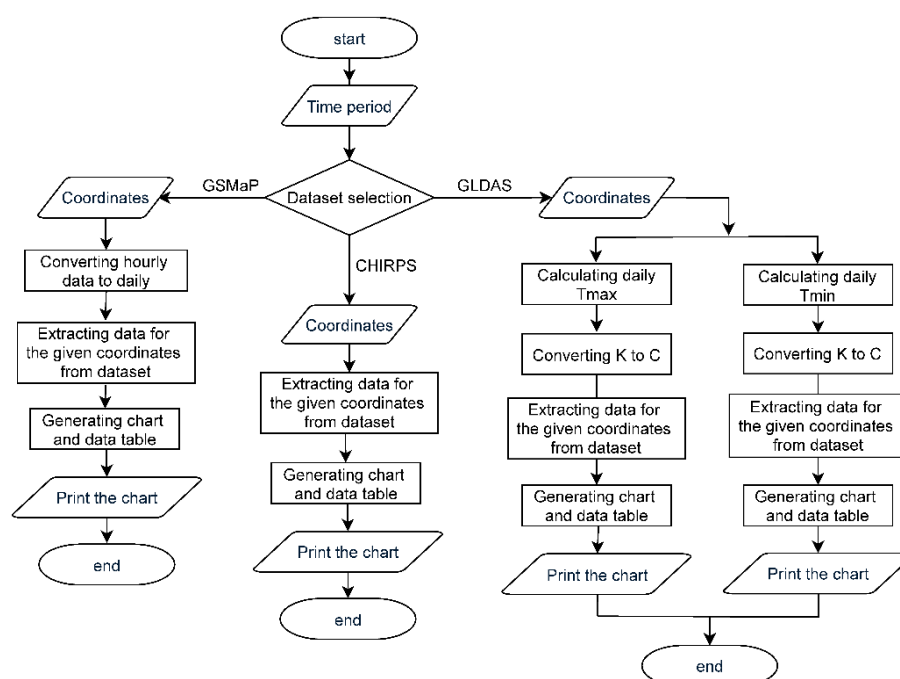 start
Time period
Dataset selection
GSMaP
GLDAS
CHIRPS
Coordinates
Converting hourly
data to daily
Extracting data for
the given coordinates
from dataset
Generating chart
and data table
Print the chart
end
Coordinates
Extracting data for
the given coordinates
from dataset
Generating chart
and data table
Print the chart
end
Coordinates
Calculating daily
Tmax
Converting K to C
Extracting data for
the given coordinates
from dataset
Generating chart
and data table
Print the chart
Calculating daily
Tmin
Converting K to C
Extracting data for
the given coordinates
from dataset
Generating chart
and data table
Print the chart
end